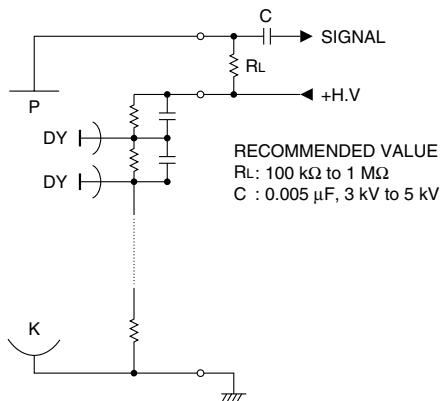 C
SIGNAL
RL
P
+H.V
DY
DY
RECOMMENDED VALUE
RL: 100 kΩ to 1 MΩ
C : 0.005 µF, 3 kV to 5 kV
K